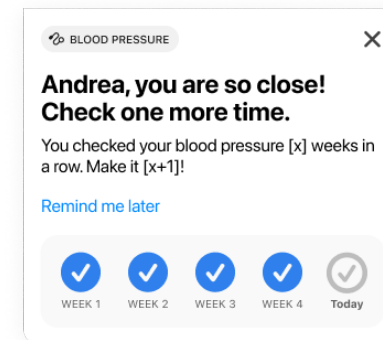 BLOOD PRESSURE
Andrea, you are so close!
Check one more time.
You checked your blood pressure [x] weeks in
a row. Make it [x+1]!
Remind me later
WEEK 1 WEEK 2 WEEK 3 WEEK 4 Today